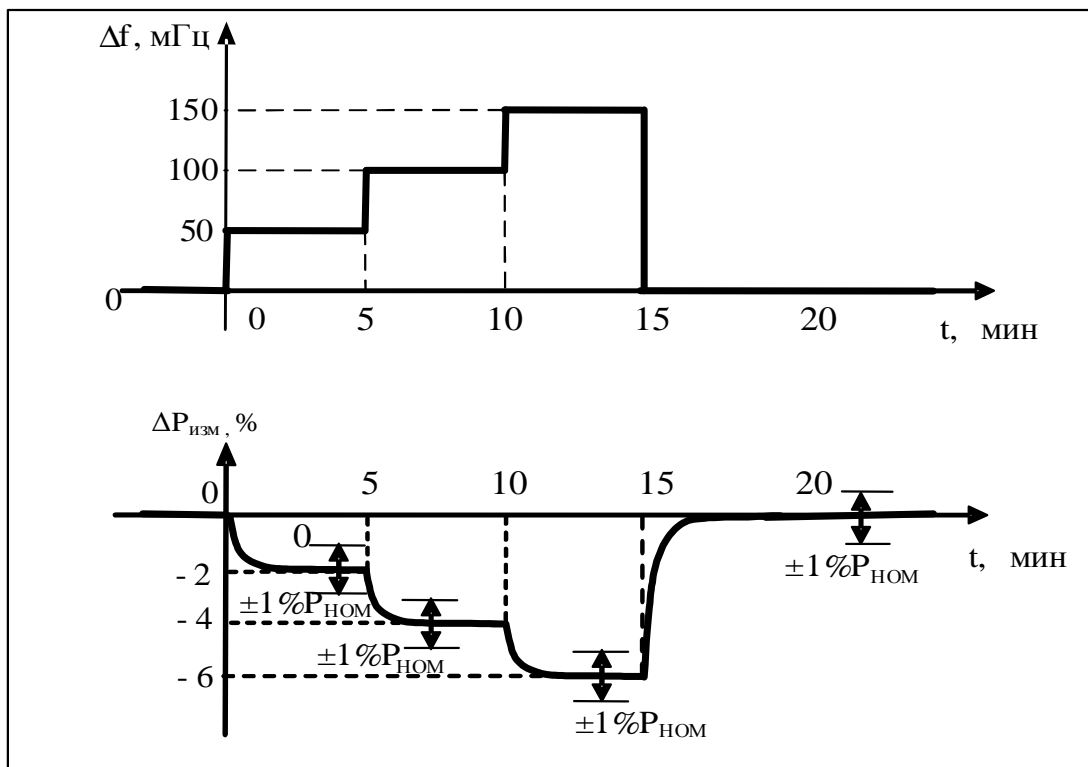 Δf, мГц
150
100
50
0
0 5 10 15 20
t, мин
ΔPизм, %
0 5 10 15 20
0
t, мин
- 2
±1%PНОМ
±1%PНОМ
- 4
±1%PНОМ
- 6
±1%PНОМ